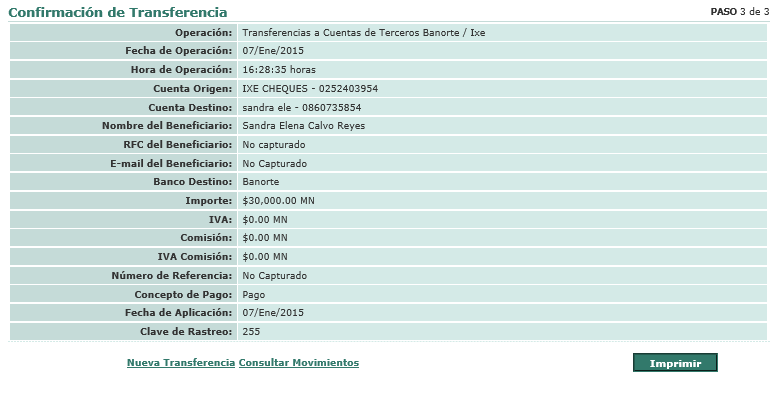 Confirmación de Transferencia PASO 3 de 3
Operación: Transferencias a Cuentas de Terceros Banorte / Ixe
Fecha de Operación: 07/Ene/2015
Hora de Operación: 16:28:35 horas
Cuenta Origen: IXE CHEQUES - 0252403954
Cuenta Destino: sandra ele - 0860735854
Nombre del Beneficiario: Sandra Elena Calvo Reyes
RFC del Beneficiario: No capturado
E-mail del Beneficiario: No Capturado
Banco Destino: Banorte
Importe: $30,000.00 MN
IVA: $0.00 MN
Comisión: $0.00 MN
IVA Comisión: $0.00 MN
Número de Referencia: No Capturado
Concepto de Pago: Pago
Fecha de Aplicación: 07/Ene/2015
Clave de Rastreo: 255
Nueva Transferencia Consultar Movimientos Imprimir